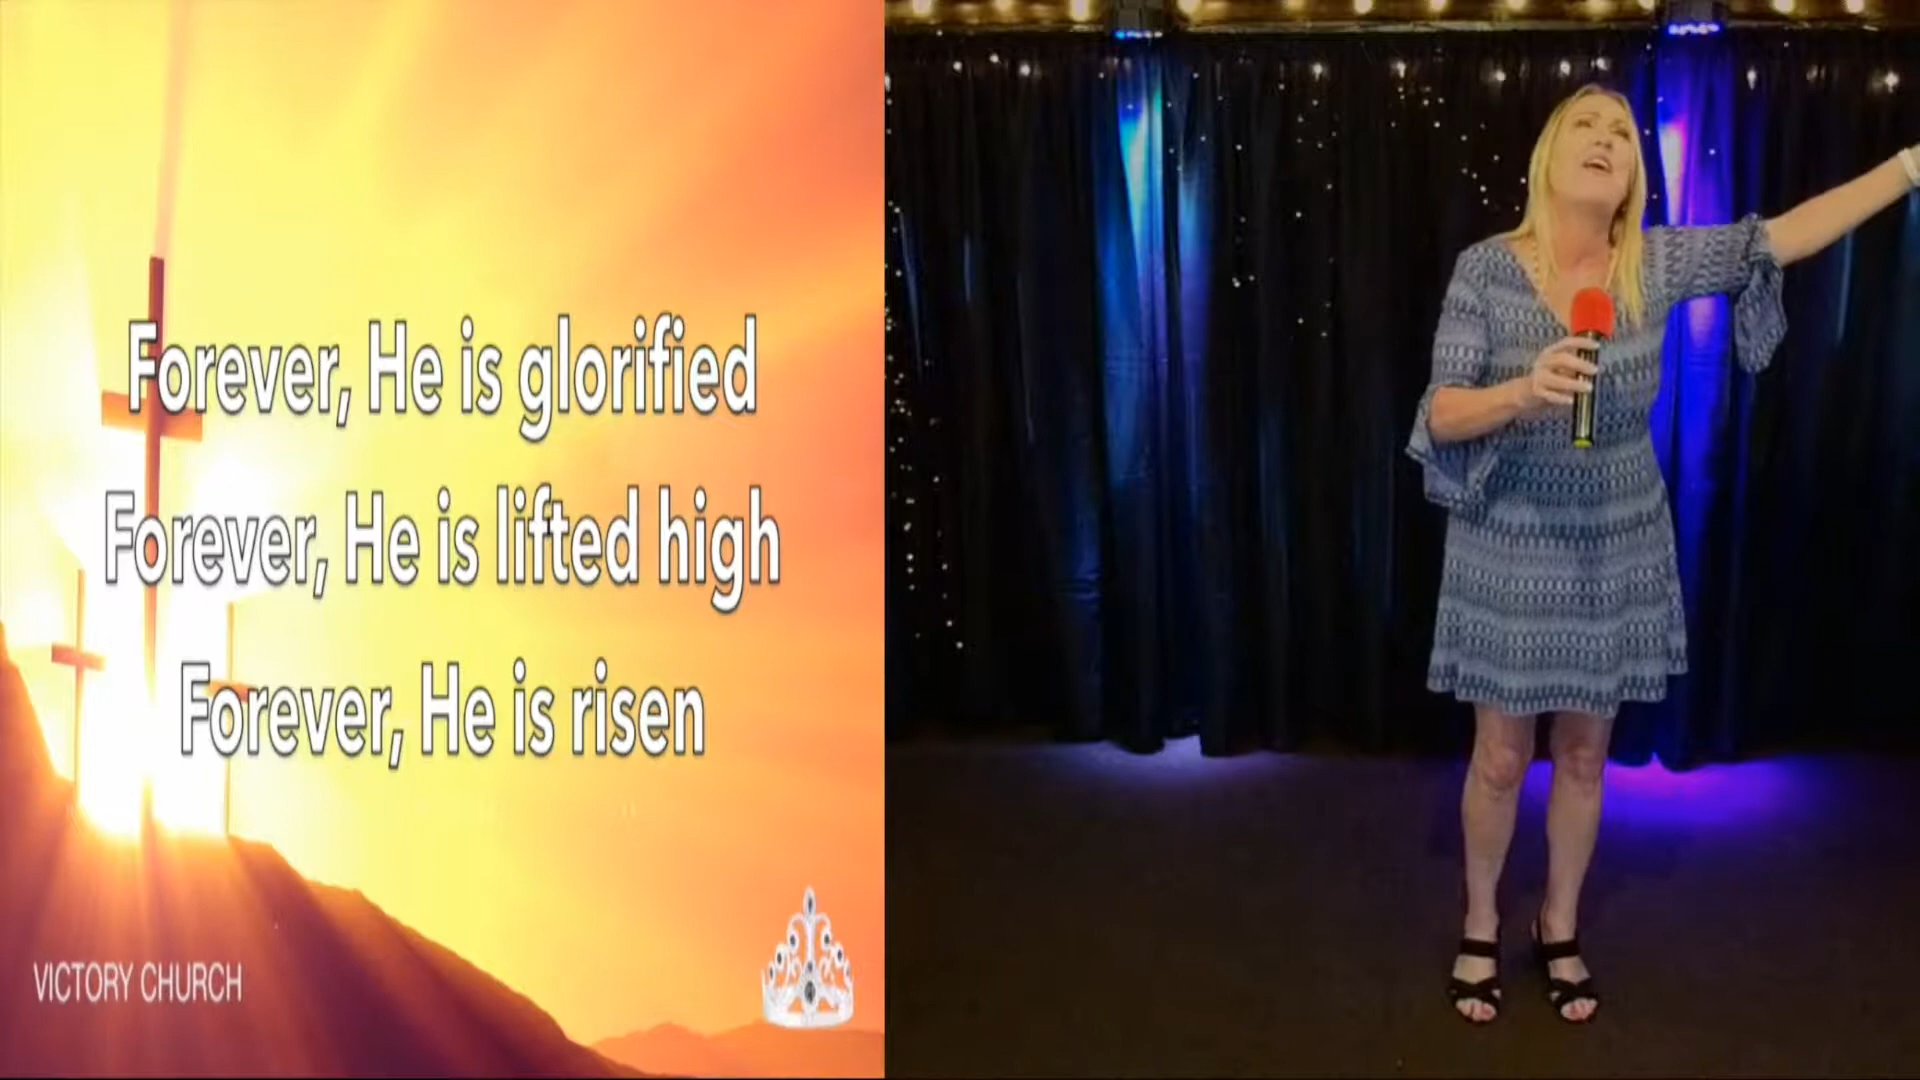 Forever, He is glorified
Forever, He is lifted high
Forever, He is risen
VICTORY CHURCH